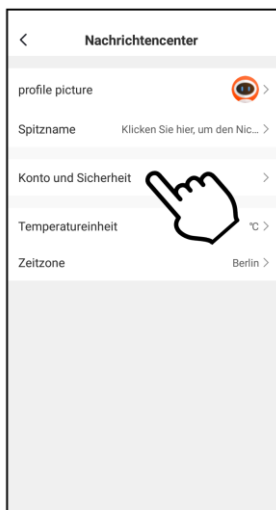 Nachrichtencenter
profile picture
Spitzname Klicken Sie hier, um den Nic...
Konto und Sicherheit
Temperatureinheit °C
Zeitzone Berlin